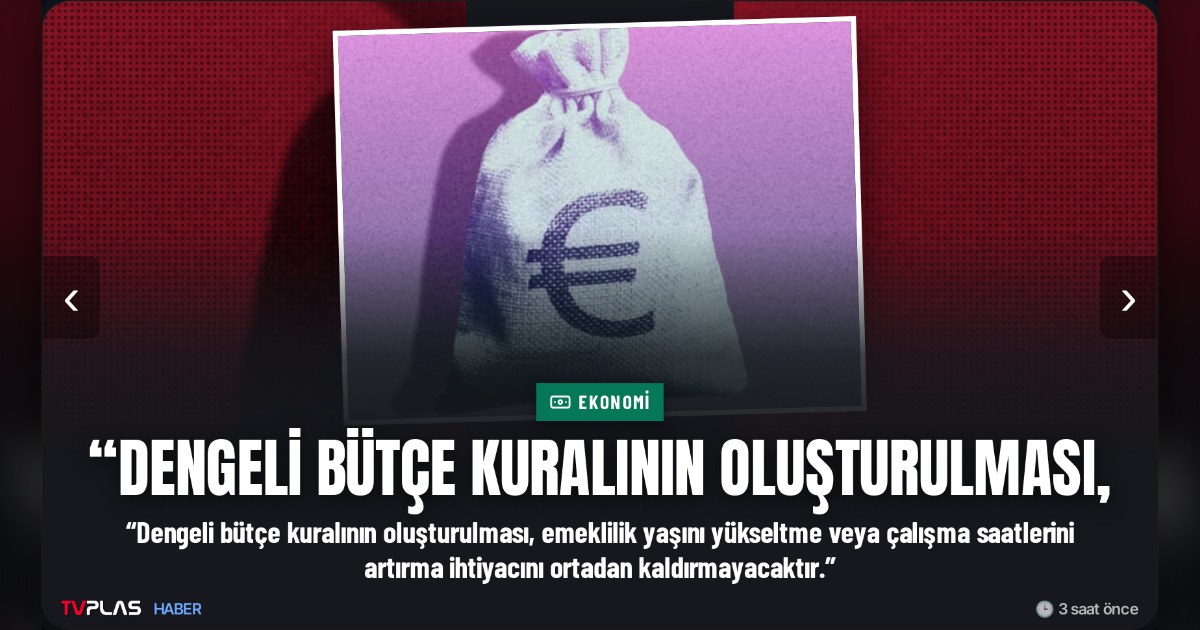 €
EKONOMİ
“DENGELİ BÜTÇE KURALININ OLUŞTURULMASI,
“Dengeli bütçe kuralının oluşturulması, emeklilik yaşını yükseltme veya çalışma saatlerini
artırma ihtiyacını ortadan kaldırmayacaktır.”
TVPLAS HABER
3 saat önce